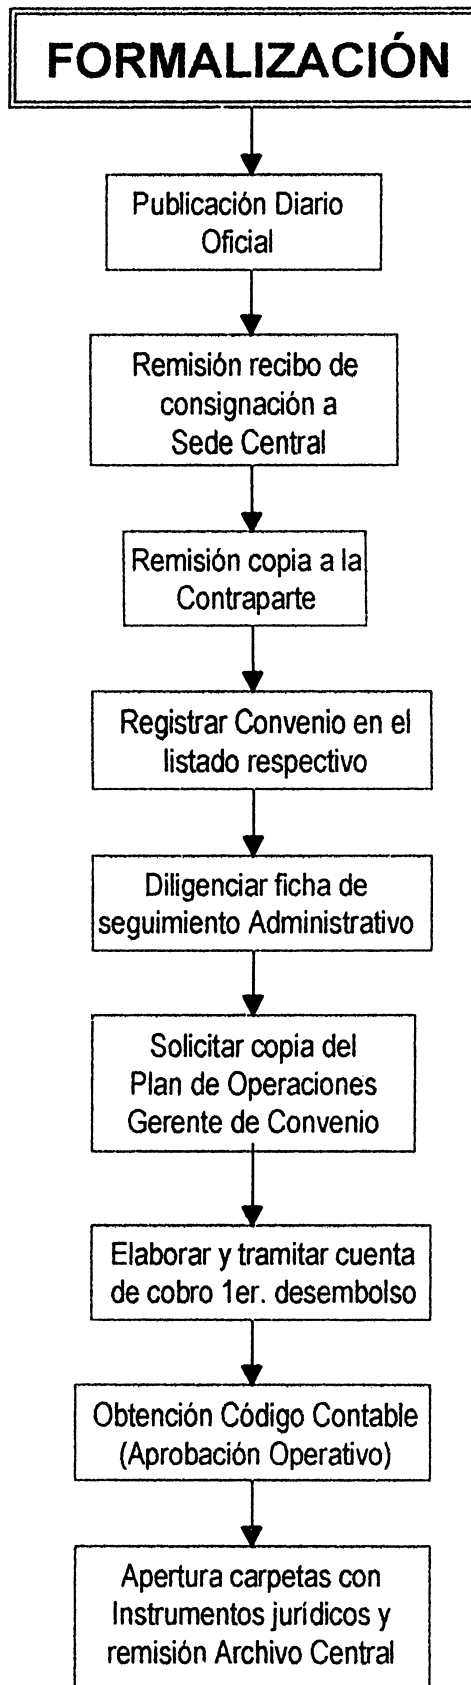 FORMALIZACIÓN
Publicación Diario
Oficial
Remisión recibo de
consignación a
Sede Central
Remisión copia a la
Contraparte
Registrar Convenio en el
listado respectivo
Diligenciar ficha de
seguimiento Administrativo
Solicitar copia del
Plan de Operaciones
Gerente de Convenio
Elaborar y tramitar cuenta
de cobro 1er. desembolso
Obtención Código Contable
(Aprobación Operativo)
Apertura carpetas con
Instrumentos jurídicos y
remisión Archivo Central